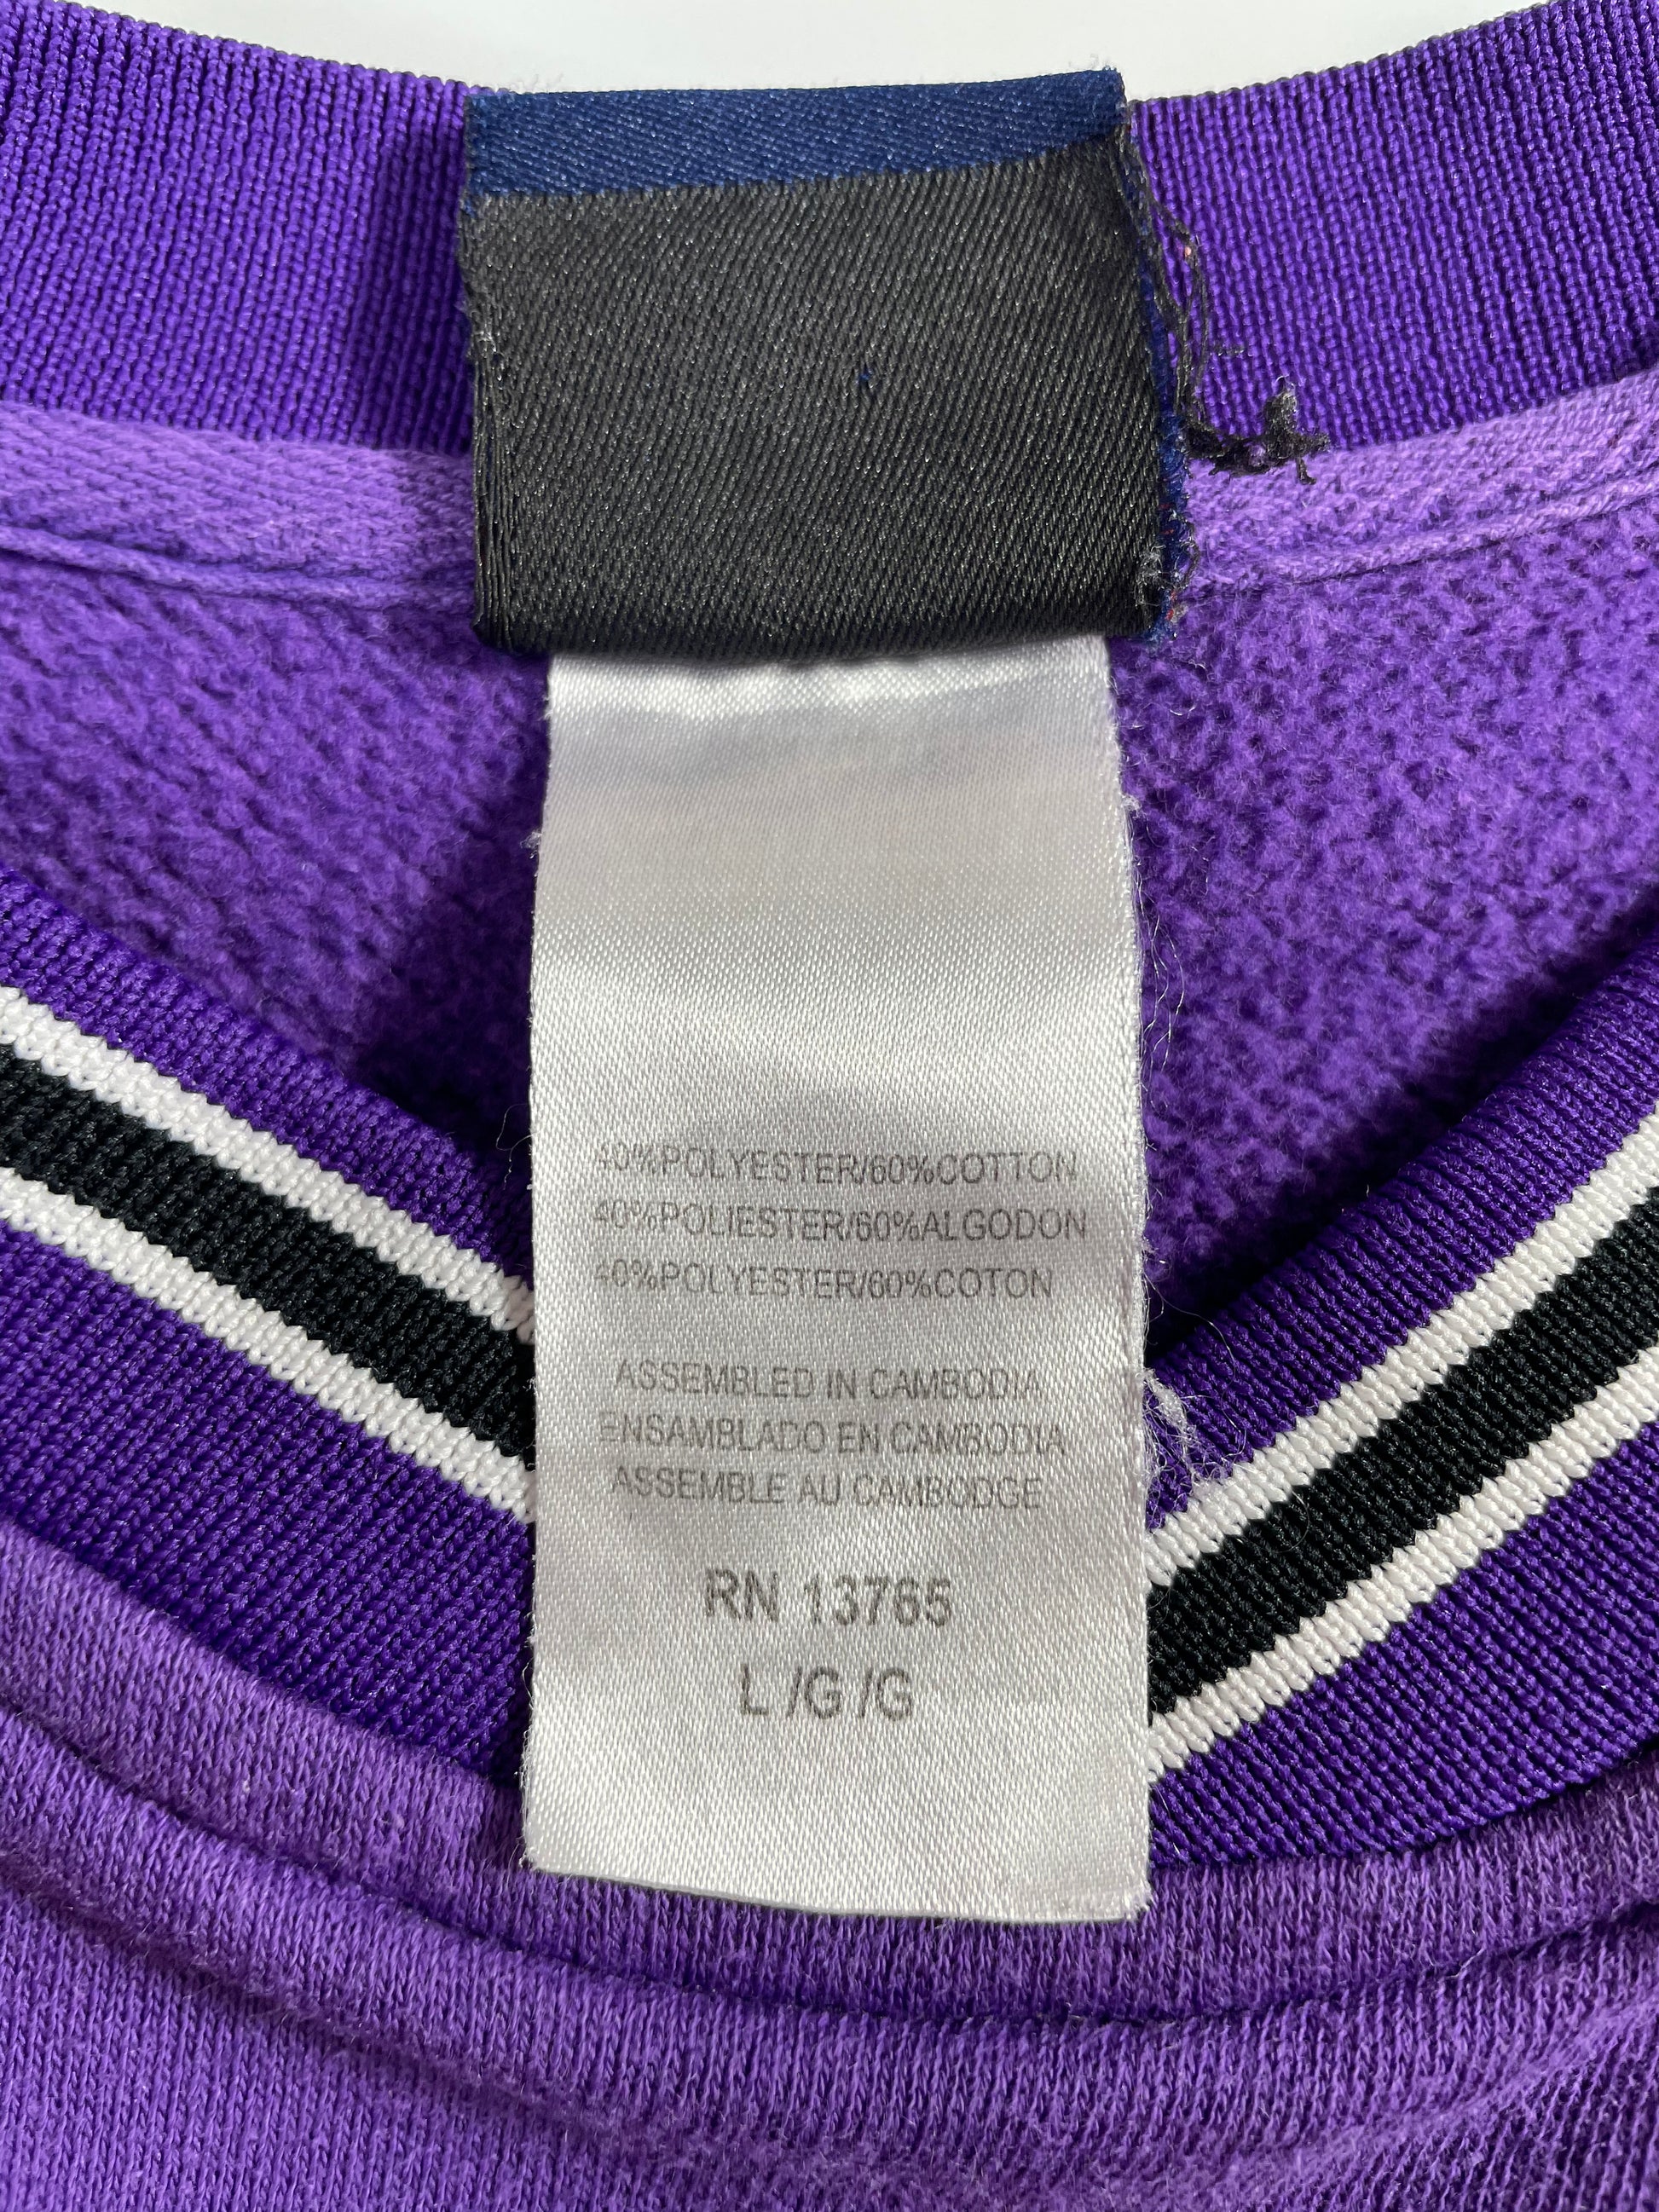 40%POLYESTER/60%COTTON
40%POLIESTER/60%ALGODON
40%POLYESTER/60%COTON
ASSEMBLED IN CAMBODIA
ENSAMBLADO EN CAMBODIA
ASSEMBLE AU CAMBODGE
RN 13765
L /G /G